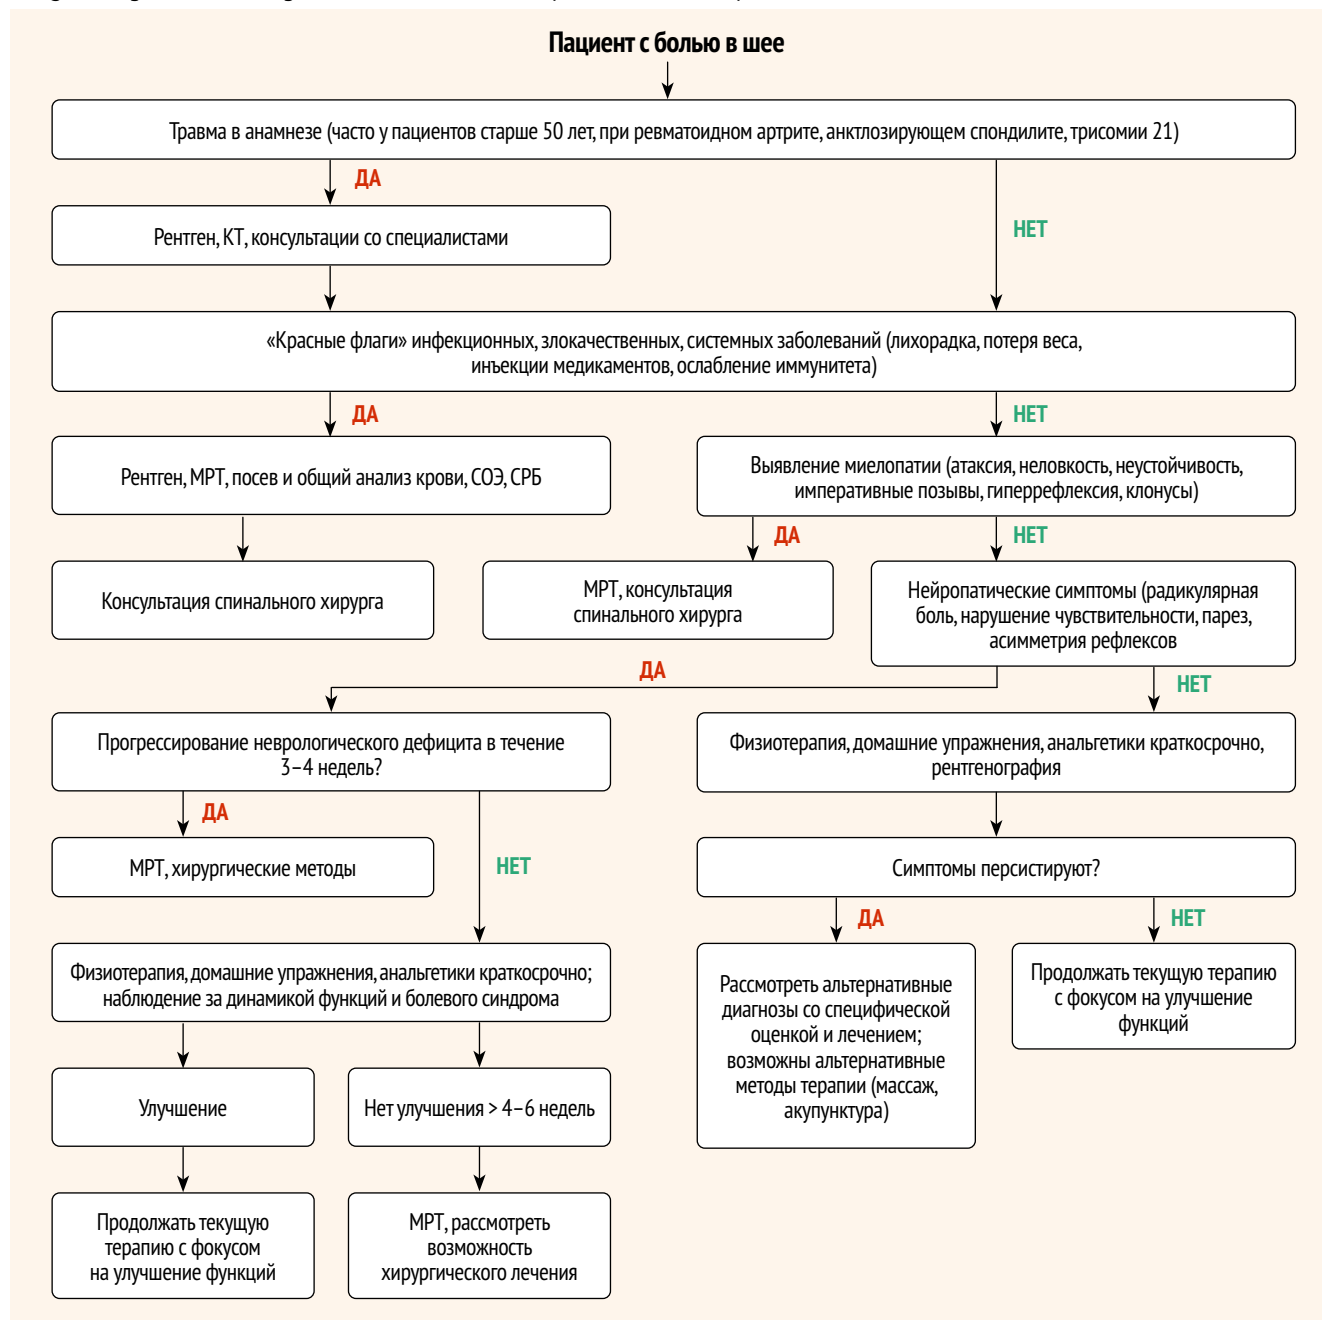 Пациент с болью в шее
Травма в анамнезе (часто у пациентов старше 50 лет, при ревматоидном артрите, анктлозирующем спондилите, трисомии 21)
ДА
НЕТ
Рентген, КТ, консультации со специалистами
«Красные флаги» инфекционных, злокачественных, системных заболеваний (лихорадка, потеря веса,
инъекции медикаментов, ослабление иммунитета)
ДА
НЕТ
Рентген, МРТ, посев и общий анализ крови, СОЭ, СРБ
Выявление миелопатии (атаксия, неловкость, неустойчивость,
императивные позывы, гиперрефлексия, клонусы)
ДА
НЕТ
Консультация спинального хирурга
МРТ, консультация
спинального хирурга
Нейропатические симптомы (радикулярная
боль, нарушение чувствительности, парез,
асимметрия рефлексов
ДА
НЕТ
Прогрессирование неврологического дефицита в течение
3–4 недель?
Физиотерапия, домашние упражнения, анальгетики краткосрочно,
рентгенография
ДА
НЕТ
МРТ, хирургические методы
Симптомы персистируют?
ДА
НЕТ
Физиотерапия, домашние упражнения, анальгетики краткосрочно;
наблюдение за динамикой функций и болевого синдрома
Рассмотреть альтернативные
диагнозы со специфической
оценкой и лечением;
возможны альтернативные
методы терапии (массаж,
акупунктура)
Продолжать текущую терапию
с фокусом на улучшение
функций
Улучшение
Нет улучшения > 4–6 недель
Продолжать текущую
терапию с фокусом
на улучшение функций
МРТ, рассмотреть
возможность
хирургического лечения